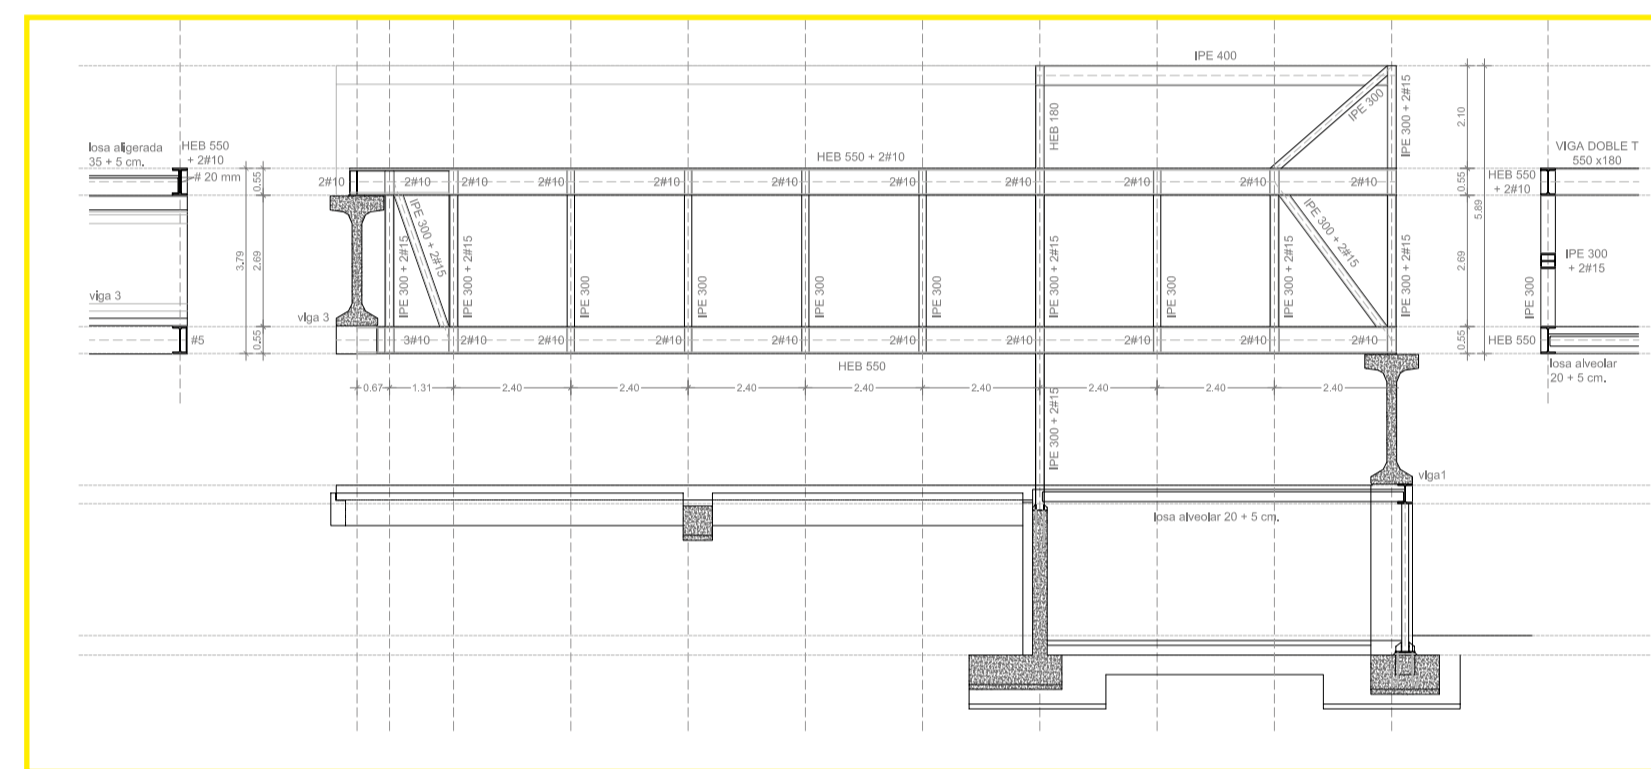 IPE 400
IPE 300
IPE 300 + 2#15
HEB 180
2.10
5.89
losa aligerada
35 + 5 cm.
HEB 550
+ 2#10
# 20 mm
0.55
3.79
2.69
viga 3
#5
0.55
HEB 550 + 2#10
2#10
2#10
2#10
2#10
2#10
2#10
2#10
2#10
2#10
2#10
2#10
IPE 300 + 2#15
IPE 300 + 2#15
IPE 300 + 2#15
IPE 300
IPE 300
IPE 300
IPE 300
IPE 300 + 2#15
IPE 300
IPE 300 + 2#15
IPE 300 + 2#15
IPE 300 + 2#15
0.55
2.69
0.55
viga 3
3#10
2#10
2#10
2#10
2#10
2#10
2#10
2#10
2#10
2#10
HEB 550
0.67
1.31
2.40
2.40
2.40
2.40
2.40
2.40
2.40
2.40
IPE 300 + 2#15
viga1
losa alveolar 20 + 5 cm.
VIGA DOBLE T
550 x180
HEB 550
+ 2#10
IPE 300
+ 2#15
IPE 300
HEB 550
losa alveolar
20 + 5 cm.